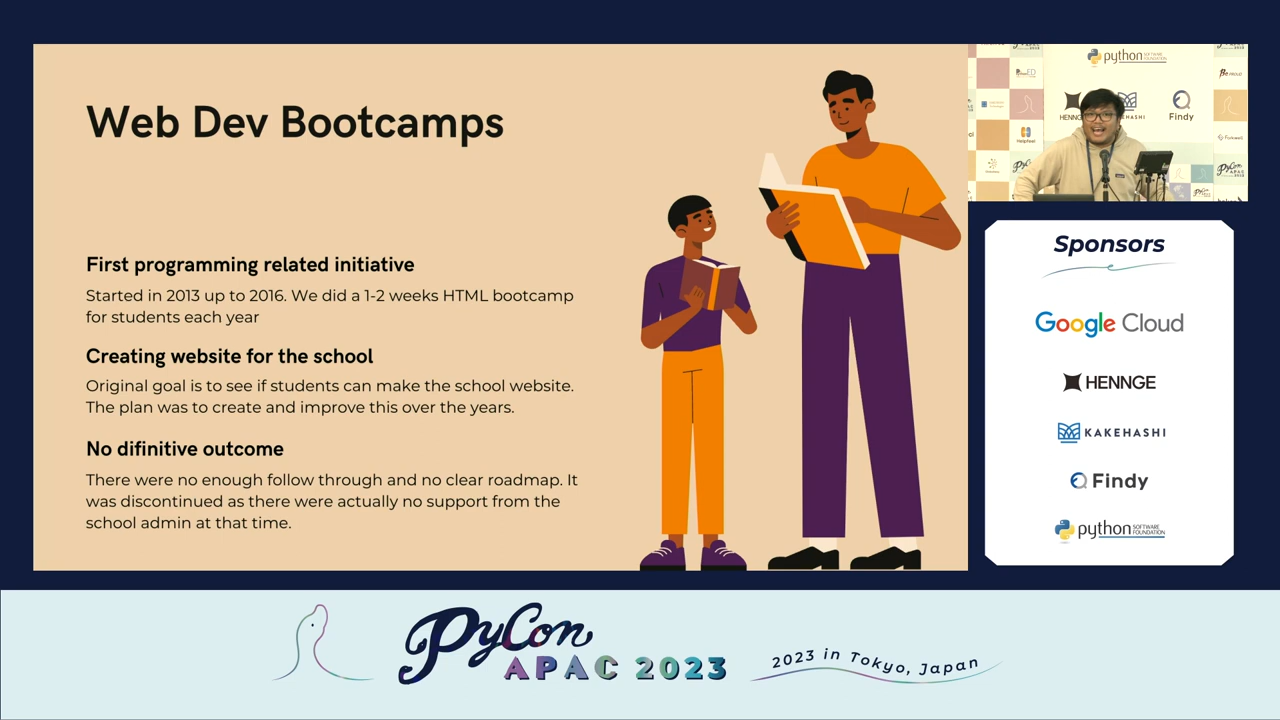 Web Dev Bootcamps
First programming related initiative
Started in 2013 up to 2016. We did a 1-2 weeks HTML bootcamp
for students each year
Creating website for the school
Original goal is to see if students can make the school website.
The plan was to create and improve this over the years.
No difinitive outcome
There were no enough follow through and no clear roadmap. It
was discontinued as there were actually no support from the
school admin at that time.
python
SOFTWARE
FOUNDATION
Findy
Sponsors
Google Cloud
HENNGE
KAKEHASHI
Findy
python
SOFTWARE
FOUNDATION
PyCon
APAC 2023
2023 in Tokyo, Japan